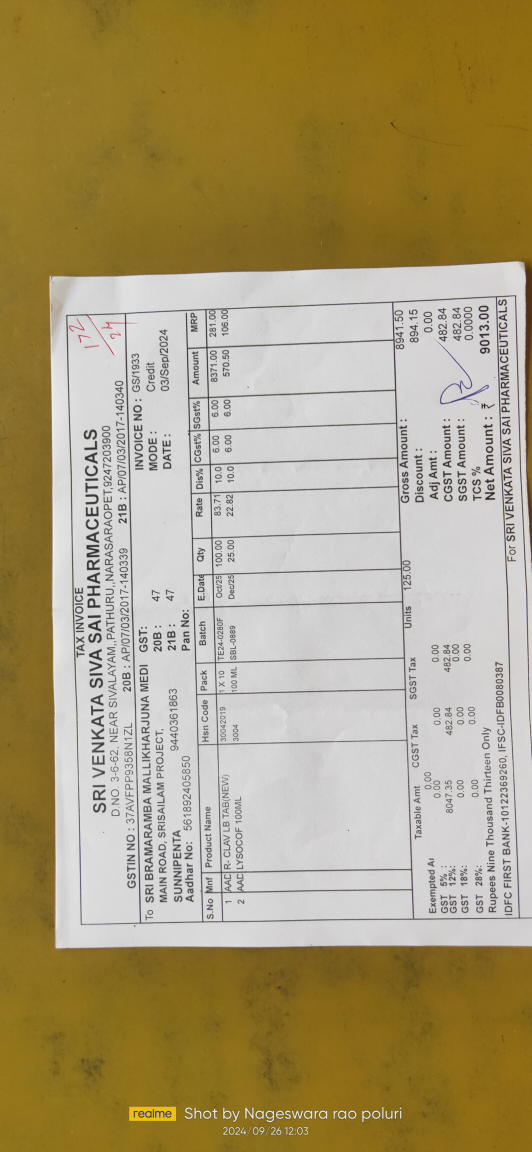 TAX INVOICE
SRI VENKATA SIVA SAI PHARMACEUTICALS
D NO. 3-6-62, NEAR SIVALAYAM,,PATHURU,,NARASARAOPET,9247203900
GSTIN NO : 37AVFPP9358N1ZL 20B : AP/07/03/2017-140339 21B : AP/07/03/2017-140340
172/24
To SRI BRAMARAMBA MALLIKHARJUNA MEDI GST: INVOICE NO : GS/1933
MAIN ROAD, SRISAILAM PROJECT, 20B : 47 MODE : Credit
SUNNIPENTA 9440361863 21B : 47 DATE : 03/Sep/2024
Aadhar No: 561892405850 Pan No:
S.No Mnf Product Name Hsn Code Pack Batch E.Date Qty Rate Dis% CGst% SGst% Amount MRP
1 AAD R- CLAV LB TAB(NEW) 30042019 1 X 10 TE24-0280F Oct/25 100.00 83.71 10.0 6.00 6.00 8371.00 281.00
2 AAD LYSOCOF 100ML 3004 100 ML SBL-0889 Dec/25 25.00 22.82 10.0 6.00 6.00 570.50 106.00
Taxable Amt CGST Tax SGST Tax Units 125.00 Gross Amount : 8941.50
Exempted A 0.00 Discount : 894.15
GST 5% : 0.00 0.00 0.00 Adj Amt : 0.00
GST 12%: 8047.35 482.84 482.84 CGST Amount : 482.84
GST 18%: 0.00 0.00 0.00 SGST Amount : 482.84
GST 28%: 0.00 0.00 0.00 TCS % 0.0000
Rupees Nine Thousand Thirteen Only Net Amount : ₹ 9013.00
IDFC FIRST BANK-10122369260, IFSC-IDFB0080387 For SRI VENKATA SIVA SAI PHARMACEUTICALS
realme Shot by Nageswara rao poluri
2024/09/26 12:03